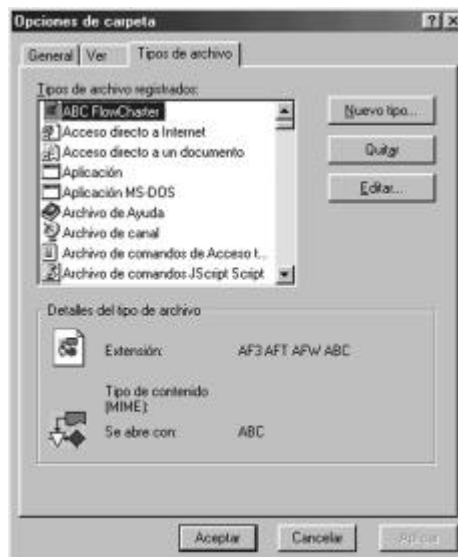 Opciones de carpeta
General Ver Tipos de archivo
Tipos de archivo registrados:
ABC FlowCharter
Acceso directo a Internet
Acceso directo a un documento
Aplicación
Aplicación MS-DOS
Archivo de Ayuda
Archivo de canal
Archivo de comandos de Acceso t...
Archivo de comandos JScript Script
Nuevo tipo...
Quitar
Editar...
Detalles del tipo de archivo
Extensión: AF3 AFT AFW ABC
Tipo de contenido
(MIME):
Se abre con: ABC
Aceptar Cancelar Aplicar